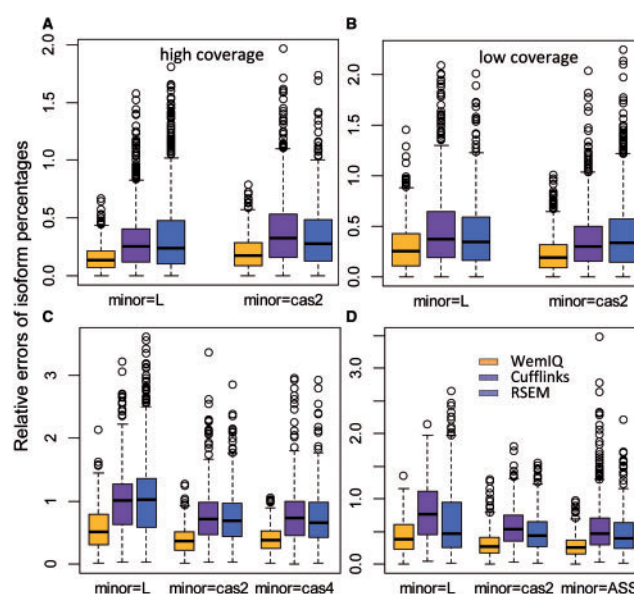 A
B
high coverage
low coverage
2.0
1.5
1.0
0.5
0.0
2.0
1.5
1.0
0.5
0.0
minor=L
minor=cas2
minor=L
minor=cas2
Relative errors of isoform percentages
C
D
3
2
1
0
3.0
2.0
1.0
0.0
WemIQ
Cufflinks
RSEM
minor=L
minor=cas2
minor=cas4
minor=L
minor=cas2
minor=ASS